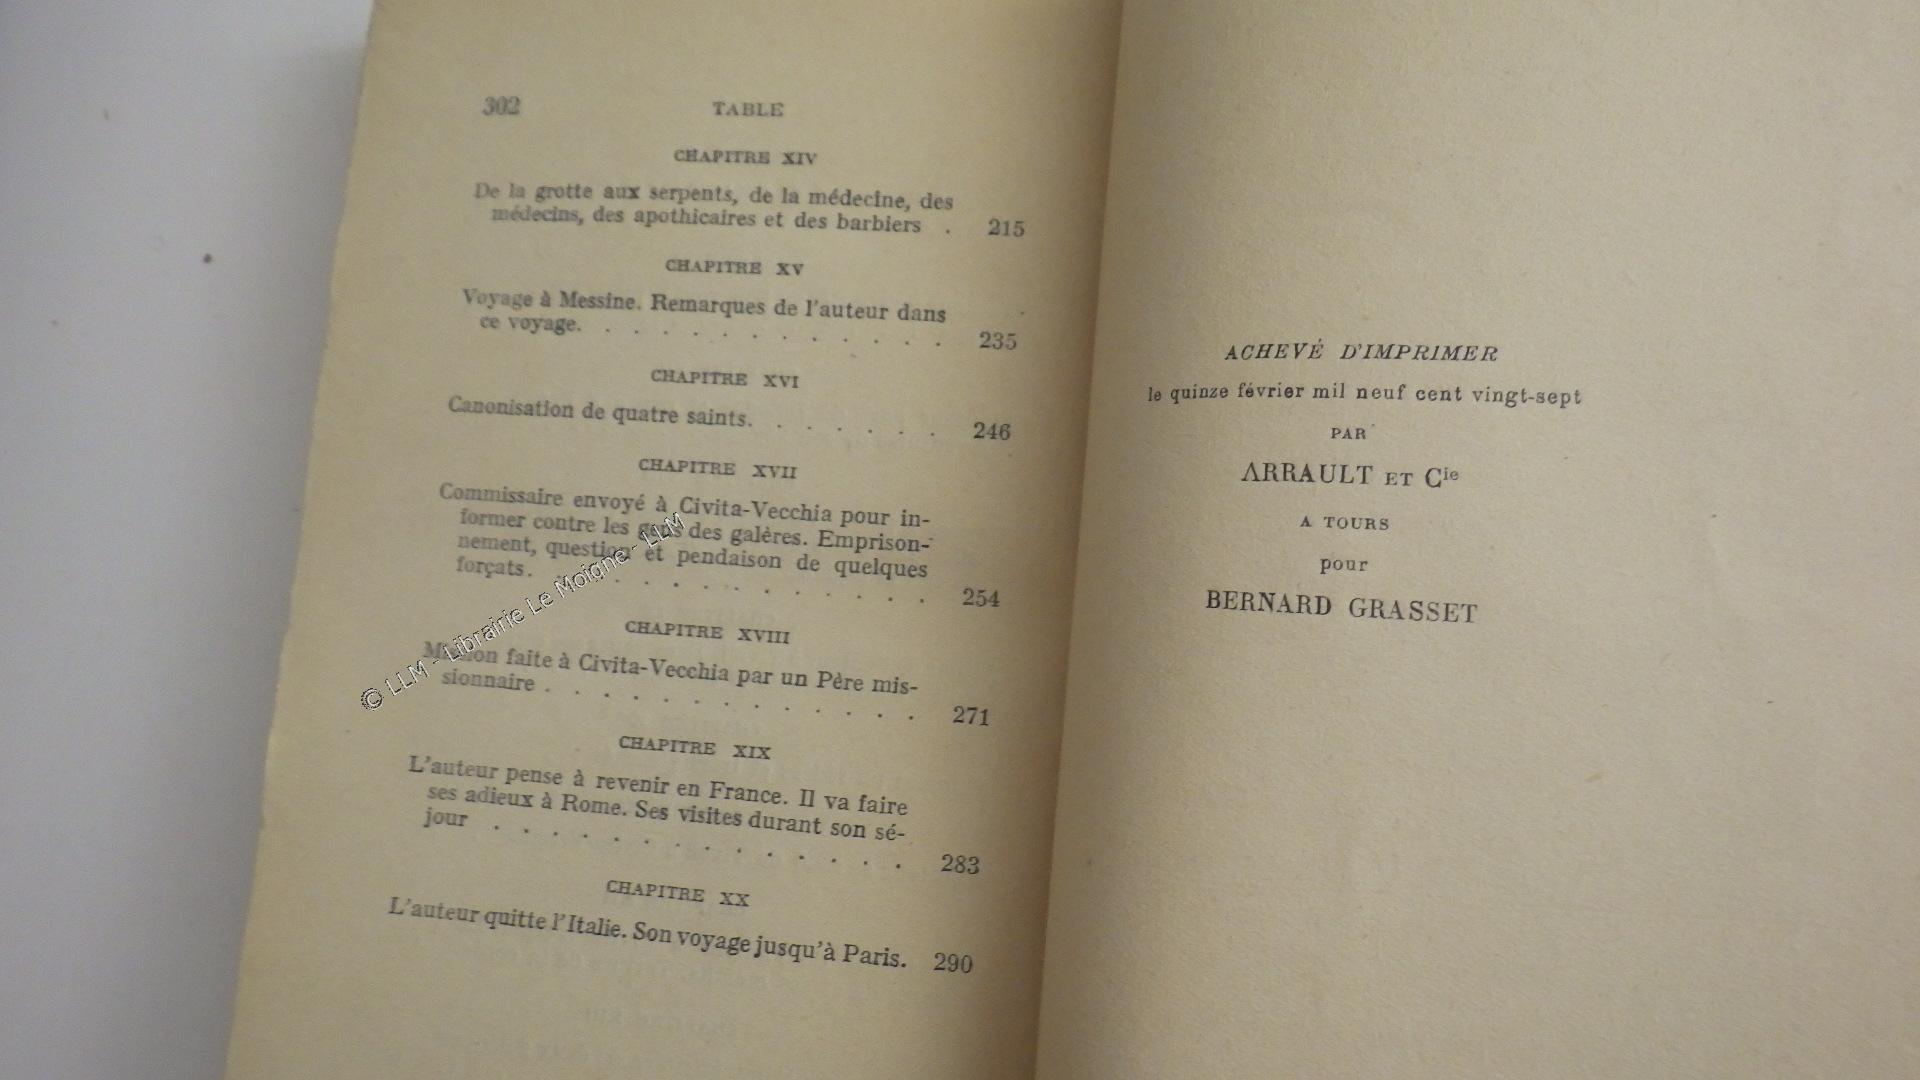 302 TABLE
CHAPITRE XIV
De la grotte aux serpents, de la médecine, des
médecins, des apothicaires et des barbiers . 215
CHAPITRE XV
Voyage à Messine. Remarques de l'auteur dans
ce voyage. . . . . . . . . . . . . 235
CHAPITRE XVI
Canonisation de quatre saints. . . . . . . 246
CHAPITRE XVII
Commissaire envoyé à Civita-Vecchia pour in-
former contre les gens des galères. Emprison-
nement, question et pendaison de quelques
forçats. . . . . . . . . . . . . . 254
CHAPITRE XVIII
Mission faite à Civita-Vecchia par un Père mis-
sionnaire . . . . . . . . . . . . . 271
CHAPITRE XIX
L'auteur pense à revenir en France. Il va faire
ses adieux à Rome. Ses visites durant son sé-
jour . . . . . . . . . . . . . . 283
CHAPITRE XX
L'auteur quitte l'Italie. Son voyage jusqu'à Paris. 290
© LLM - Librairie Le Moigne - LLM
ACHEVÉ D'IMPRIMER
le quinze février mil neuf cent vingt-sept
PAR
ARRAULT ET Cie
A TOURS
pour
BERNARD GRASSET